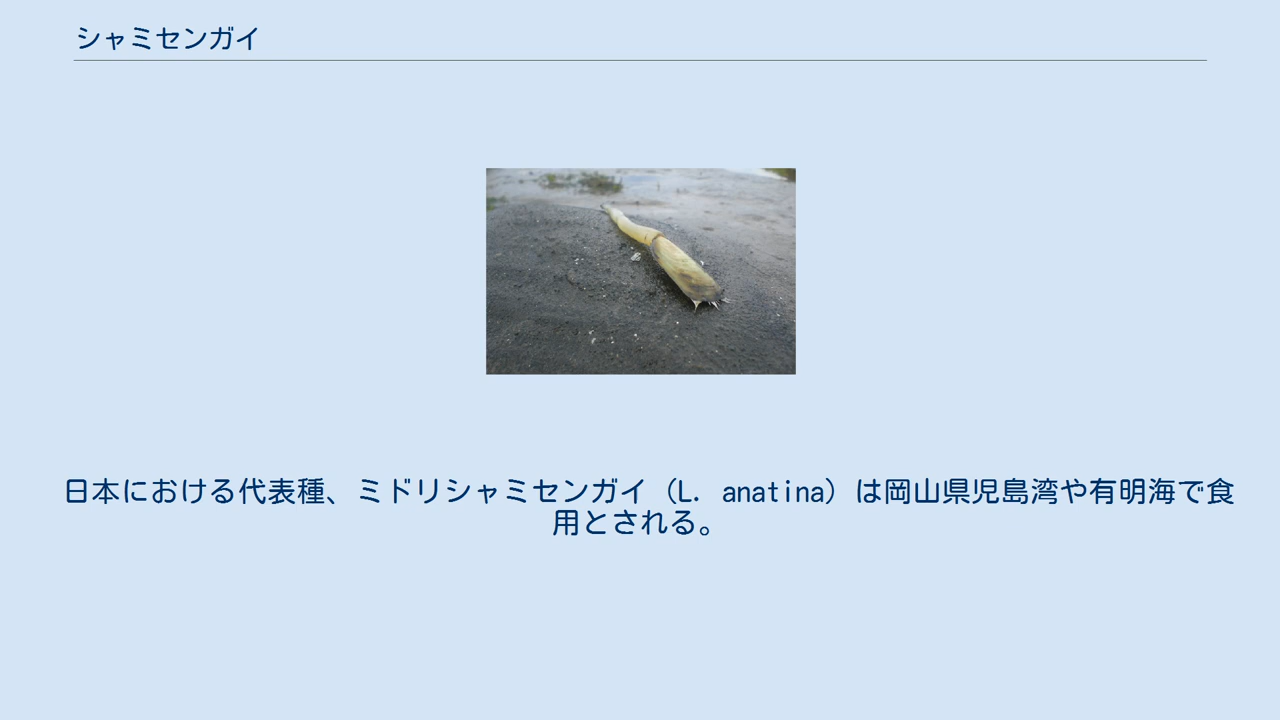 シャミセンガイ
日本における代表種、ミドリシャミセンガイ（L. anatina）は岡山県児島湾や有明海で食
用とされる。